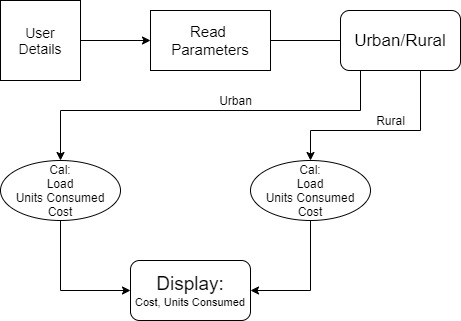 User
Details
Read
Parameters
Urban/Rural
Urban
Rural
Cal:
Load
Units Consumed
Cost
Cal:
Load
Units Consumed
Cost
Display:
Cost, Units Consumed